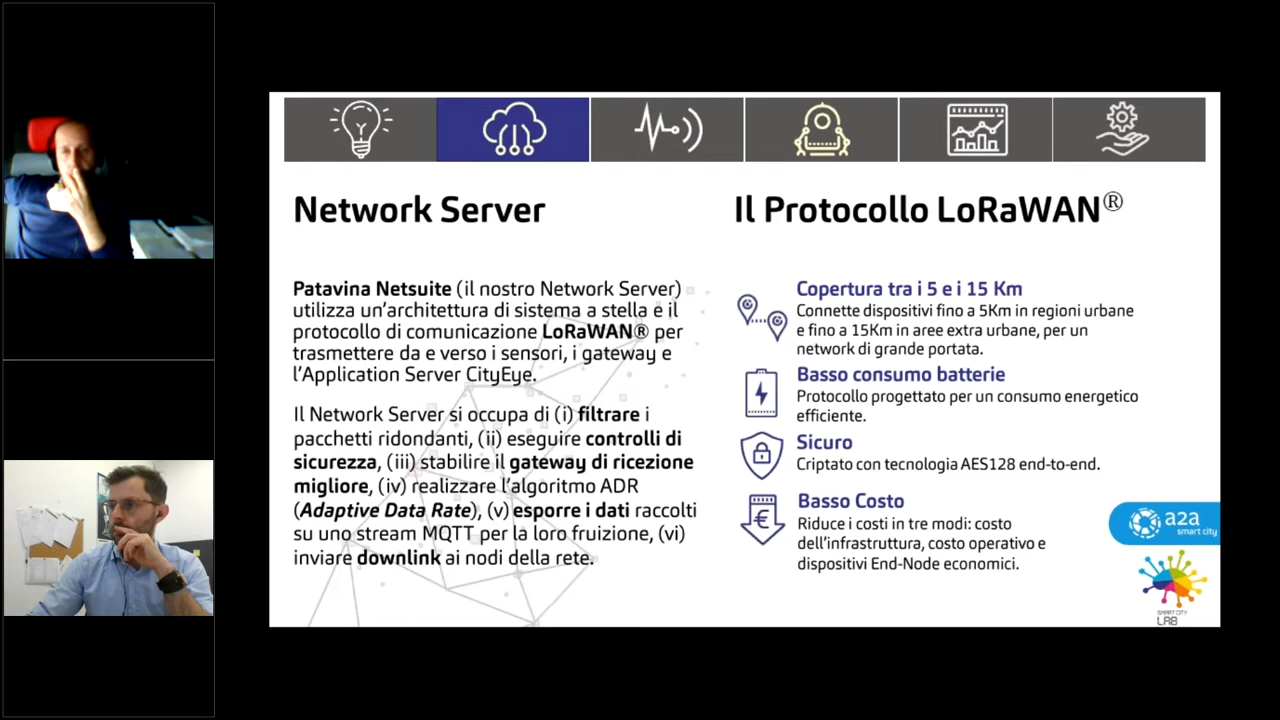 Network Server
Patavina Netsuite (il nostro Network Server)
utilizza un'architettura di sistema a stella e il
protocollo di comunicazione LoRaWAN® per
trasmettere da e verso i sensori, i gateway e
l'Application Server CityEye.
Il Network Server si occupa di (i) filtrare i
pacchetti ridondanti, (ii) eseguire controlli di
sicurezza, (iii) stabilire il gateway di ricezione
migliore, (iv) realizzare l'algoritmo ADR
(Adaptive Data Rate), (v) esporre i dati raccolti
su uno stream MQTT per la loro fruizione, (vi)
inviare downlink ai nodi della rete.
Il Protocollo LoRaWAN®
Copertura tra i 5 e i 15 Km
Connette dispositivi fino a 5Km in regioni urbane
e fino a 15Km in aree extra urbane, per un
network di grande portata.
Basso consumo batterie
Protocollo progettato per un consumo energetico
efficiente.
Sicuro
Criptato con tecnologia AES128 end-to-end.
Basso Costo
Riduce i costi in tre modi: costo
dell'infrastruttura, costo operativo e
dispositivi End-Node economici.
€
a2a
smart city
SMART CITY
LAB